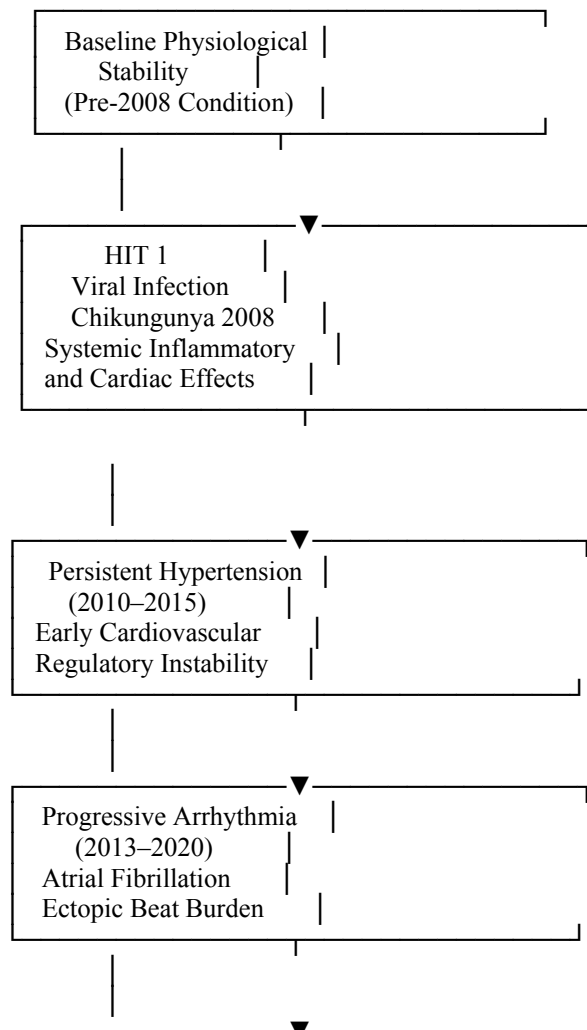 Baseline Physiological
Stability
(Pre-2008 Condition)
HIT 1
Viral Infection
Chikungunya 2008
Systemic Inflammatory
and Cardiac Effects
Persistent Hypertension
(2010–2015)
Early Cardiovascular
Regulatory Instability
Progressive Arrhythmia
(2013–2020)
Atrial Fibrillation
Ectopic Beat Burden